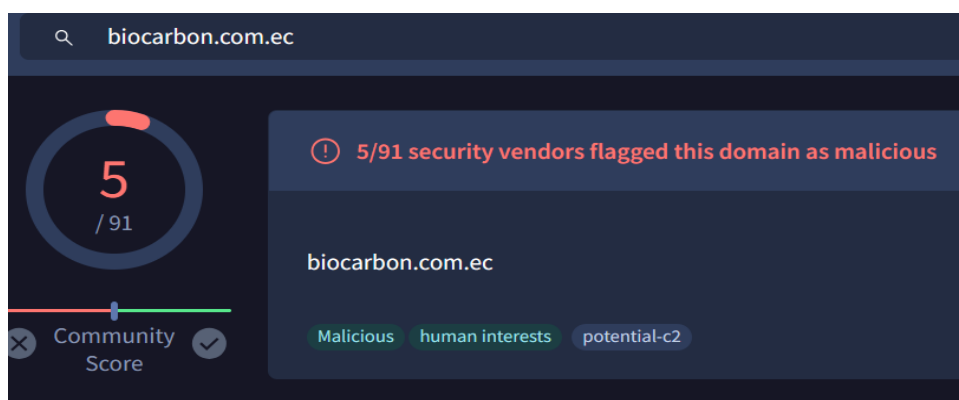 biocarbon.com.ec
5/91 security vendors flagged this domain as malicious
5
/ 91
biocarbon.com.ec
Community
Score
Malicious human interests potential-c2